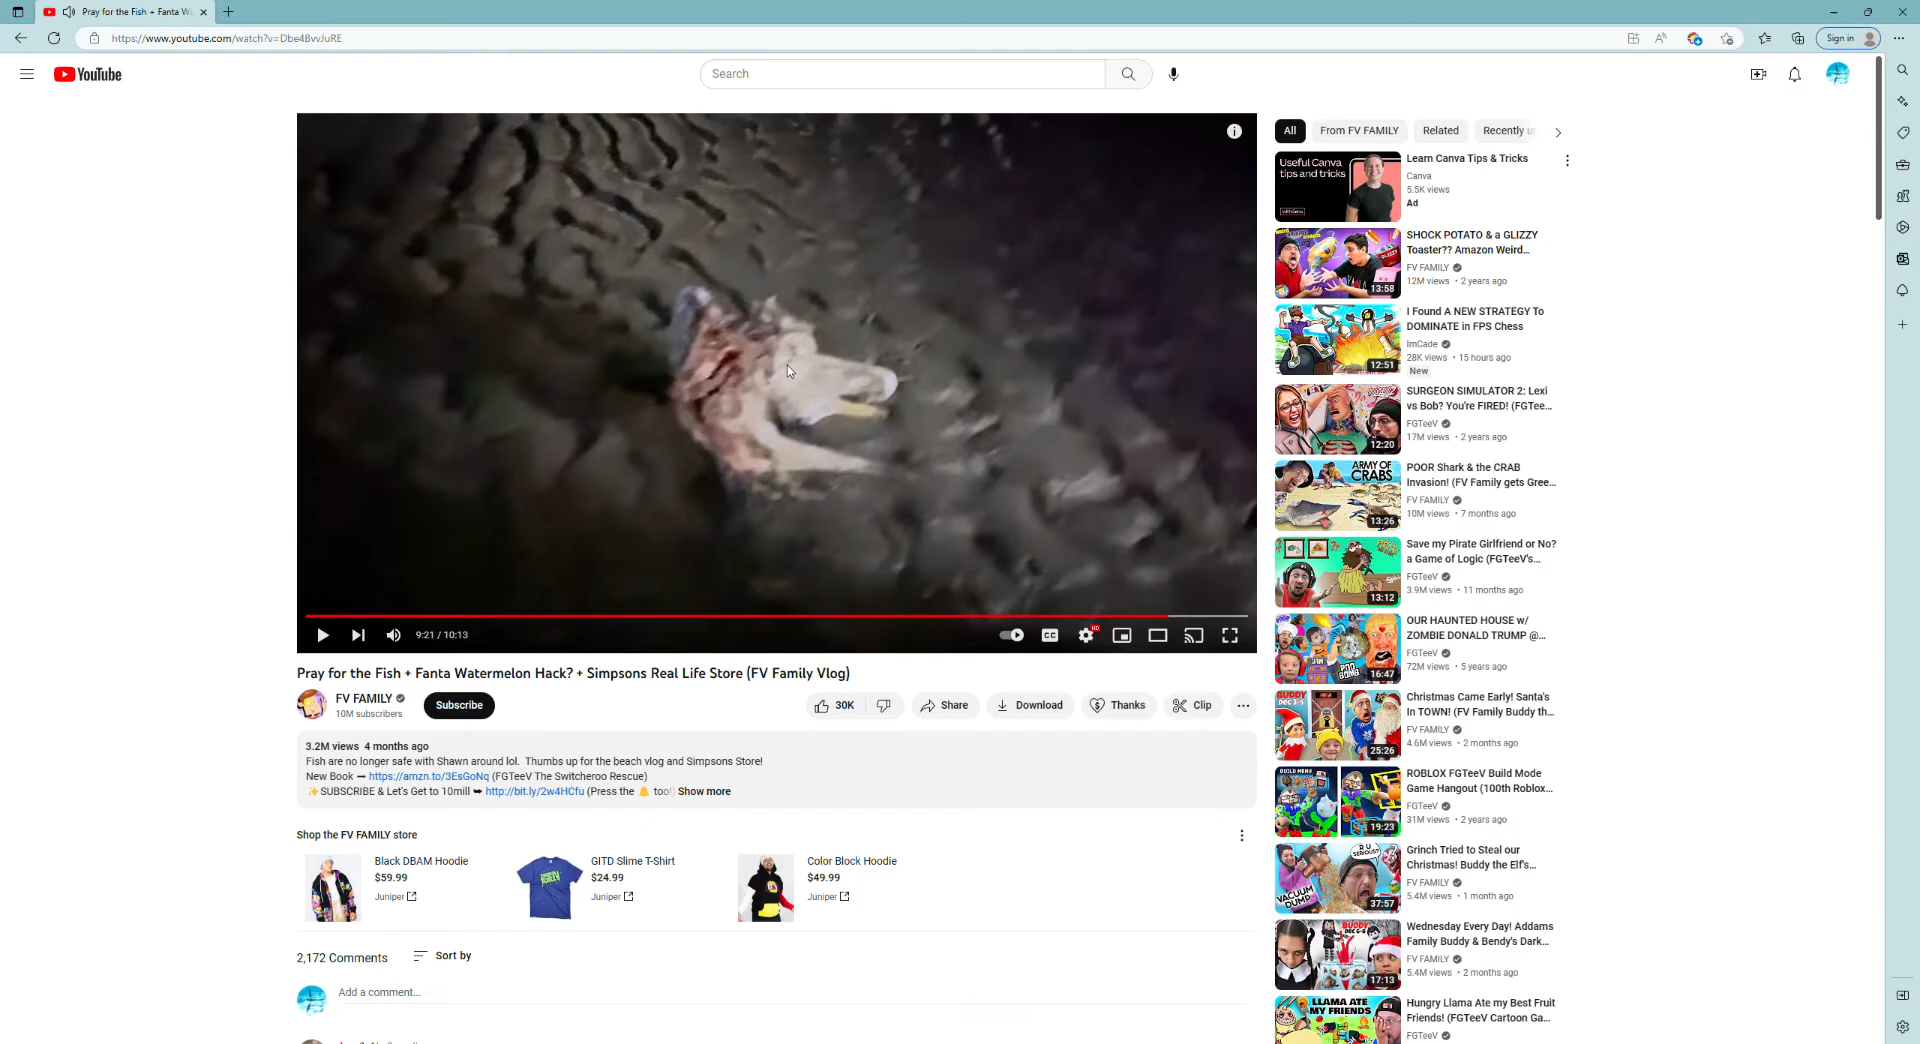 Pray for the Fish + Fanta W
https://www.youtube.com/watch?v=Dbe4BvvJuRE
Sign in
YouTube
Search
9:21 / 10:13
CC
HD
Pray for the Fish + Fanta Watermelon Hack? + Simpsons Real Life Store (FV Family Vlog)
FV FAMILY
10M subscribers
Subscribe
30K
Share
Download
Thanks
Clip
3.2M views 4 months ago
Fish are no longer safe with Shawn around lol. Thumbs up for the beach vlog and Simpsons Store!
New Book ➞ https://amzn.to/3EsGoNq (FGTeeV The Switcheroo Rescue)
✨ SUBSCRIBE & Let's Get to 10mill ➥ http://bit.ly/2w4HCfu (Press the 🔔 too!) Show more
Shop the FV FAMILY store
Black DBAM Hoodie
$59.99
Juniper
GITD Slime T-Shirt
$24.99
Juniper
Color Block Hoodie
$49.99
Juniper
2,172 Comments
Sort by
Add a comment...
All
From FV FAMILY
Related
Recently u
Useful Canva
tips and tricks
Learn Canva Tips & Tricks
Canva
5.5K views
Ad
13:58
SHOCK POTATO & a GLIZZY
Toaster?? Amazon Weird...
FV FAMILY
12M views • 2 years ago
12:51
I Found A NEW STRATEGY To
DOMINATE in FPS Chess
ImCade
28K views • 15 hours ago
New
12:20
SURGEON SIMULATOR 2: Lexi
vs Bob? You're FIRED! (FGTee...
FGTeeV
17M views • 2 years ago
ARMY OF
CRABS
13:26
POOR Shark & the CRAB
Invasion! (FV Family gets Gree...
FV FAMILY
10M views • 7 months ago
13:12
Save my Pirate Girlfriend or No?
a Game of Logic (FGTeeV's...
FGTeeV
3.9M views • 11 months ago
16:47
OUR HAUNTED HOUSE w/
ZOMBIE DONALD TRUMP @...
FGTeeV
72M views • 5 years ago
BUDDY
DEC 3-5
25:26
Christmas Came Early! Santa's
In TOWN! (FV Family Buddy th...
FV FAMILY
4.6M views • 2 months ago
BUILD MENU
19:23
ROBLOX FGTeeV Build Mode
Game Hangout (100th Roblox...
FGTeeV
31M views • 2 years ago
R U
SERIOUS?
VACUUM
DUMP
37:57
Grinch Tried to Steal our
Christmas! Buddy the Elf's...
FV FAMILY
5.4M views • 1 month ago
BUDDY
DEC 6-8
17:13
Wednesday Every Day! Addams
Family Buddy & Bendy's Dark...
FV FAMILY
5.4M views • 2 months ago
LLAMA ATE
MY FRIENDS
Hungry Llama Ate my Best Fruit
Friends! (FGTeeV Cartoon Ga...
FGTeeV